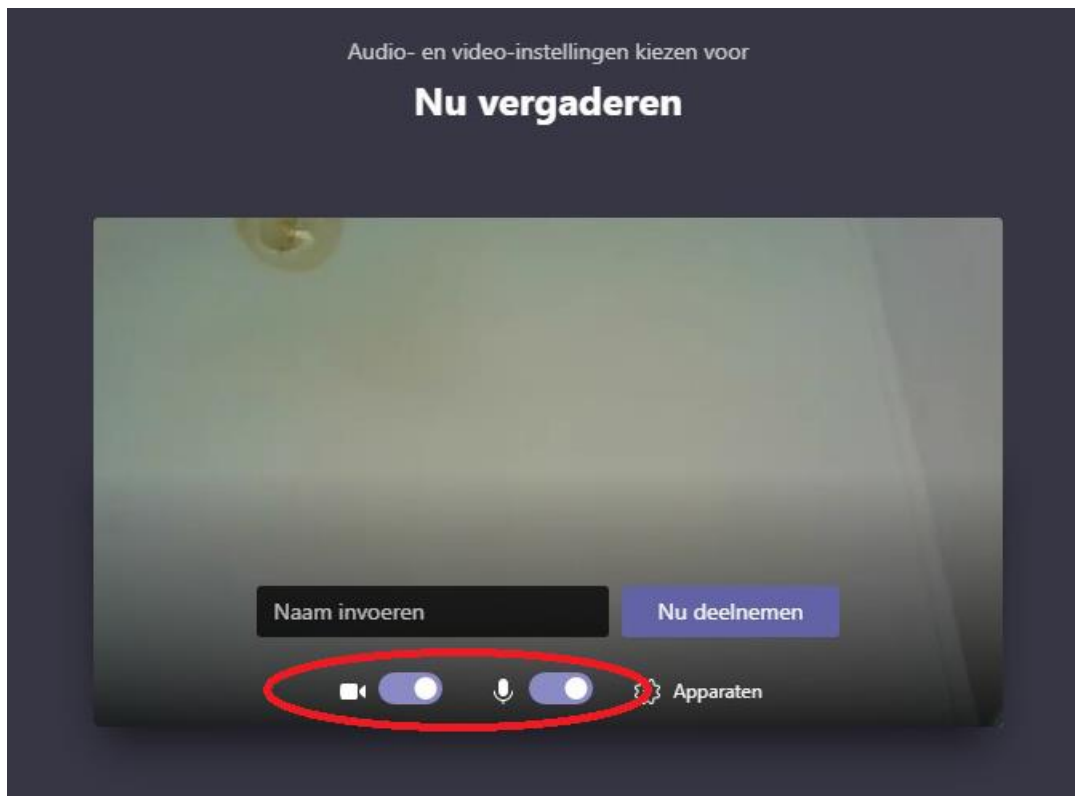 Audio- en video-instellingen kiezen voor
Nu vergaderen
Naam invoeren
Nu deelnemen
Apparaten